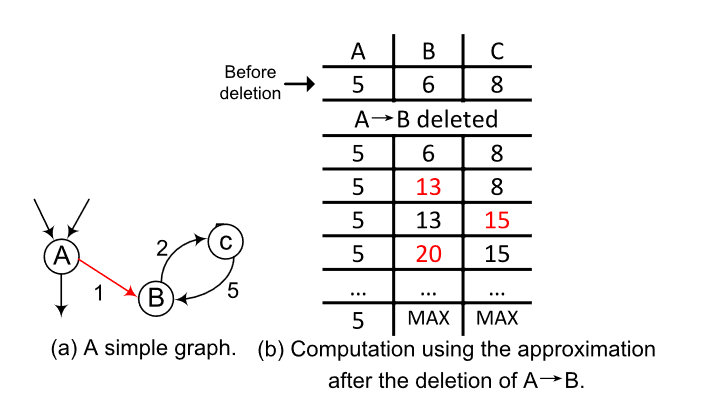 A B C
Before deletion
5 6 8
A→B deleted
5 6 8
5 13 8
5 13 15
5 20 15
... ... ...
5 MAX MAX
A
1
B
2
C
5
(a) A simple graph.
(b) Computation using the approximation
after the deletion of A→B.